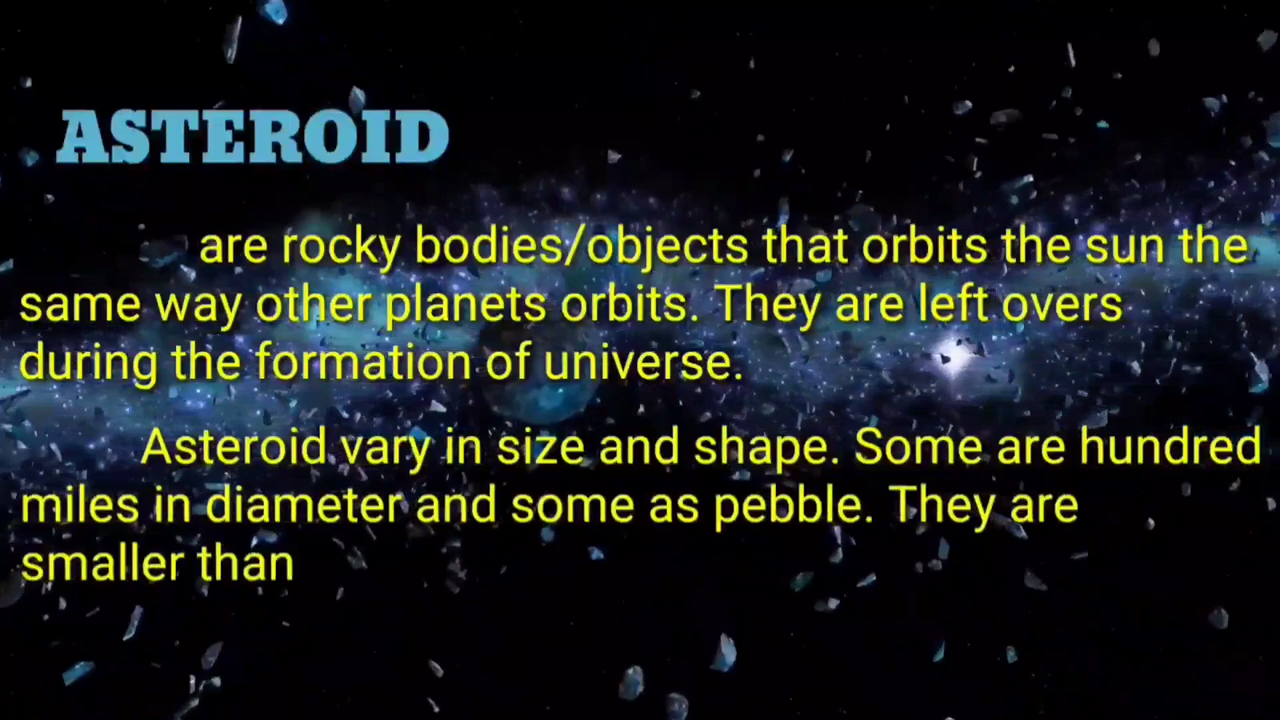 ASTEROID
are rocky bodies/objects that orbits the sun the
same way other planets orbits. They are left overs
during the formation of universe.
Asteroid vary in size and shape. Some are hundred
miles in diameter and some as pebble. They are
smaller than